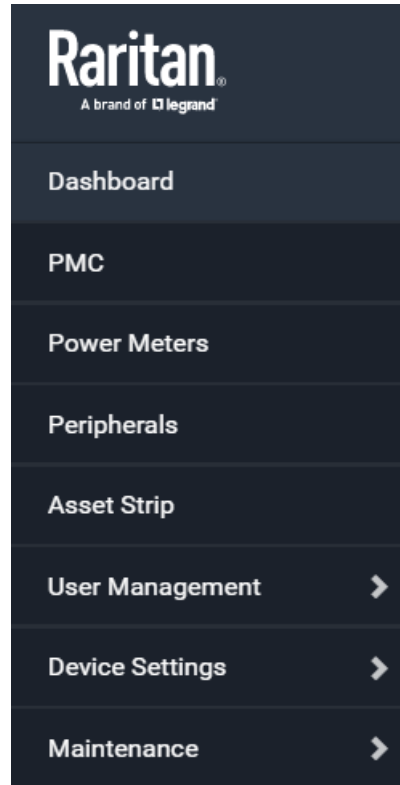 Raritan®
A brand of legrand®
Dashboard
PMC
Power Meters
Peripherals
Asset Strip
User Management
Device Settings
Maintenance